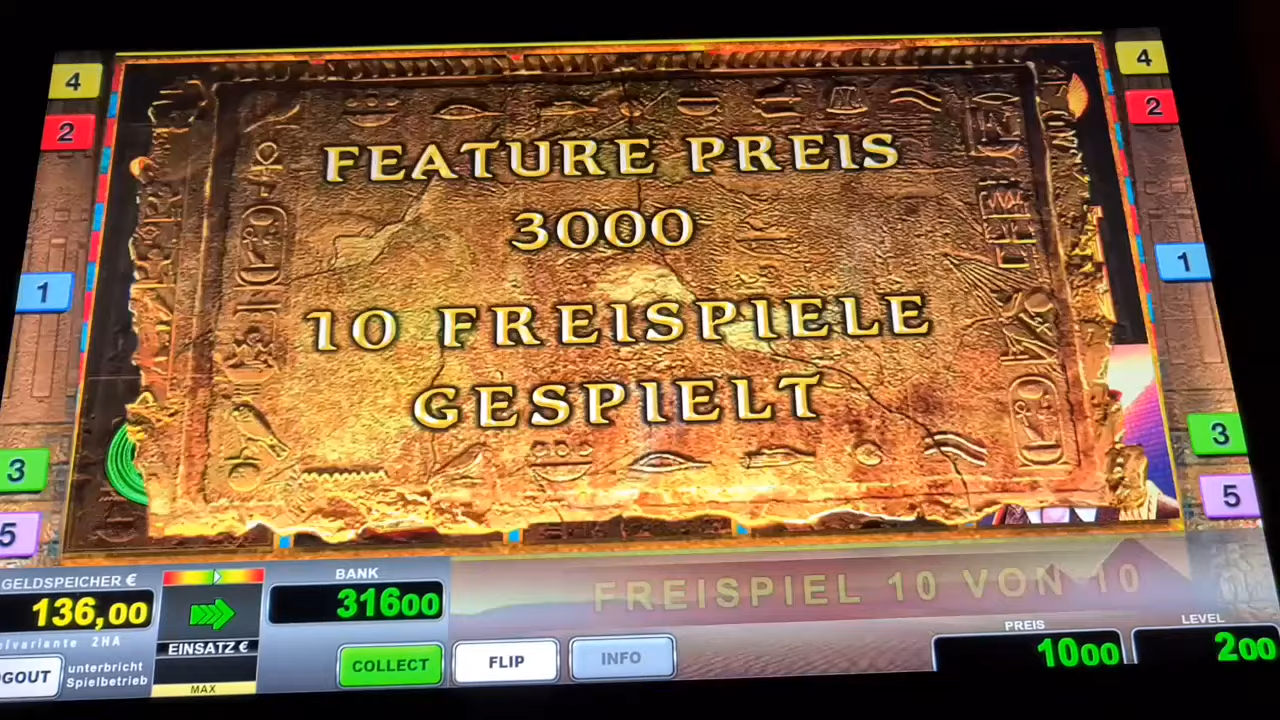 4
4
2
2
FEATURE PREIS
3000
1
1
10 FREISPIELE
GESPIELT
3
3
5
5
GELDSPEICHER €
136,00
BANK
31600
FREISPIEL 10 VON 10
2HA
EINSATZ €
MAX
unterbricht
Spielbetrieb
COLLECT
FLIP
INFO
PREIS
1000
LEVEL
200